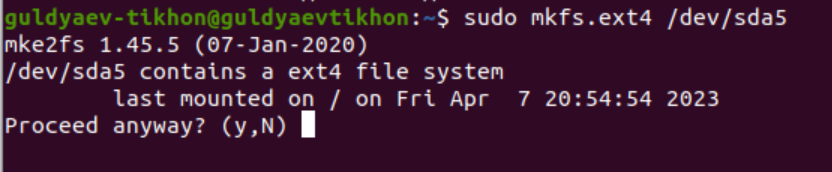 guldyaev-tikhon@guldyaevtikhon:~$ sudo mkfs.ext4 /dev/sda5
mke2fs 1.45.5 (07-Jan-2020)
/dev/sda5 contains a ext4 file system
        last mounted on / on Fri Apr  7 20:54:54 2023
Proceed anyway? (y,N)